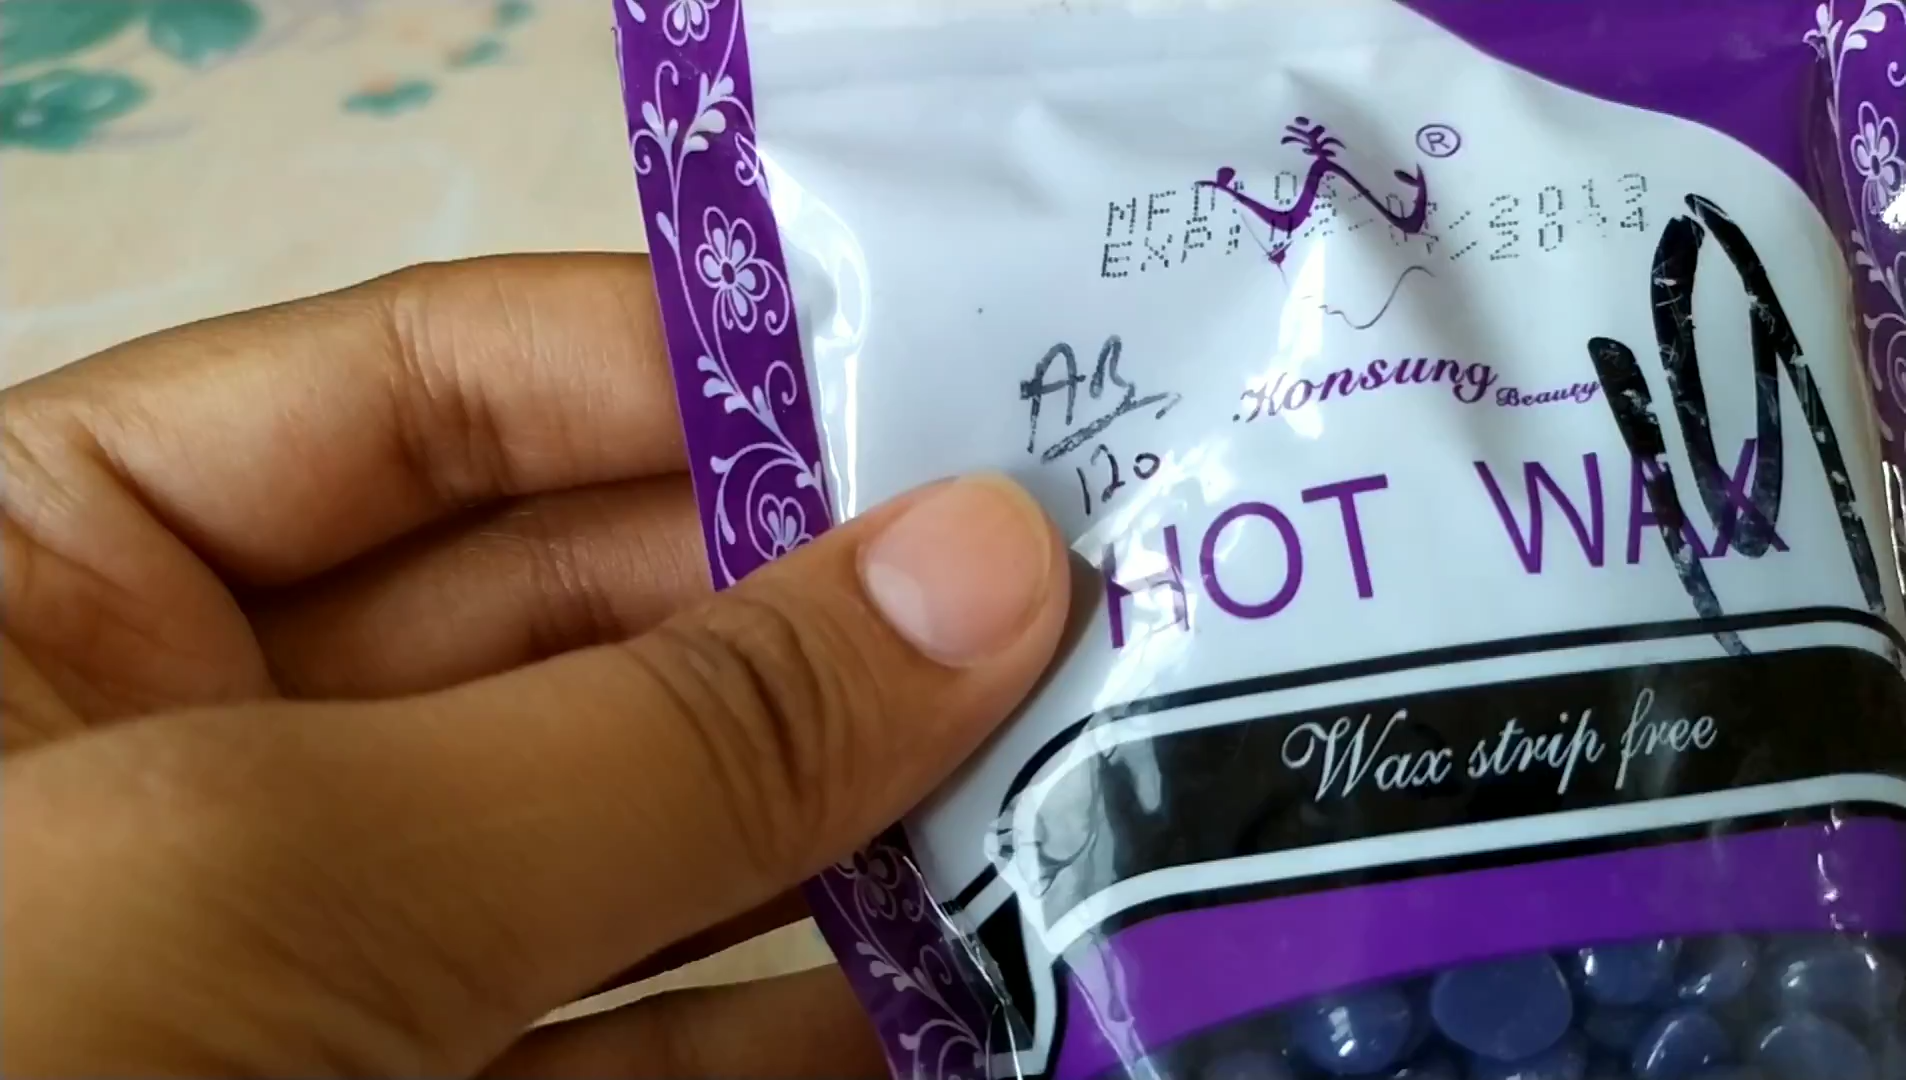 ®
MFD:
EXP:
Konsung Beauty
AB
120
HOT WAX
Wax strip free